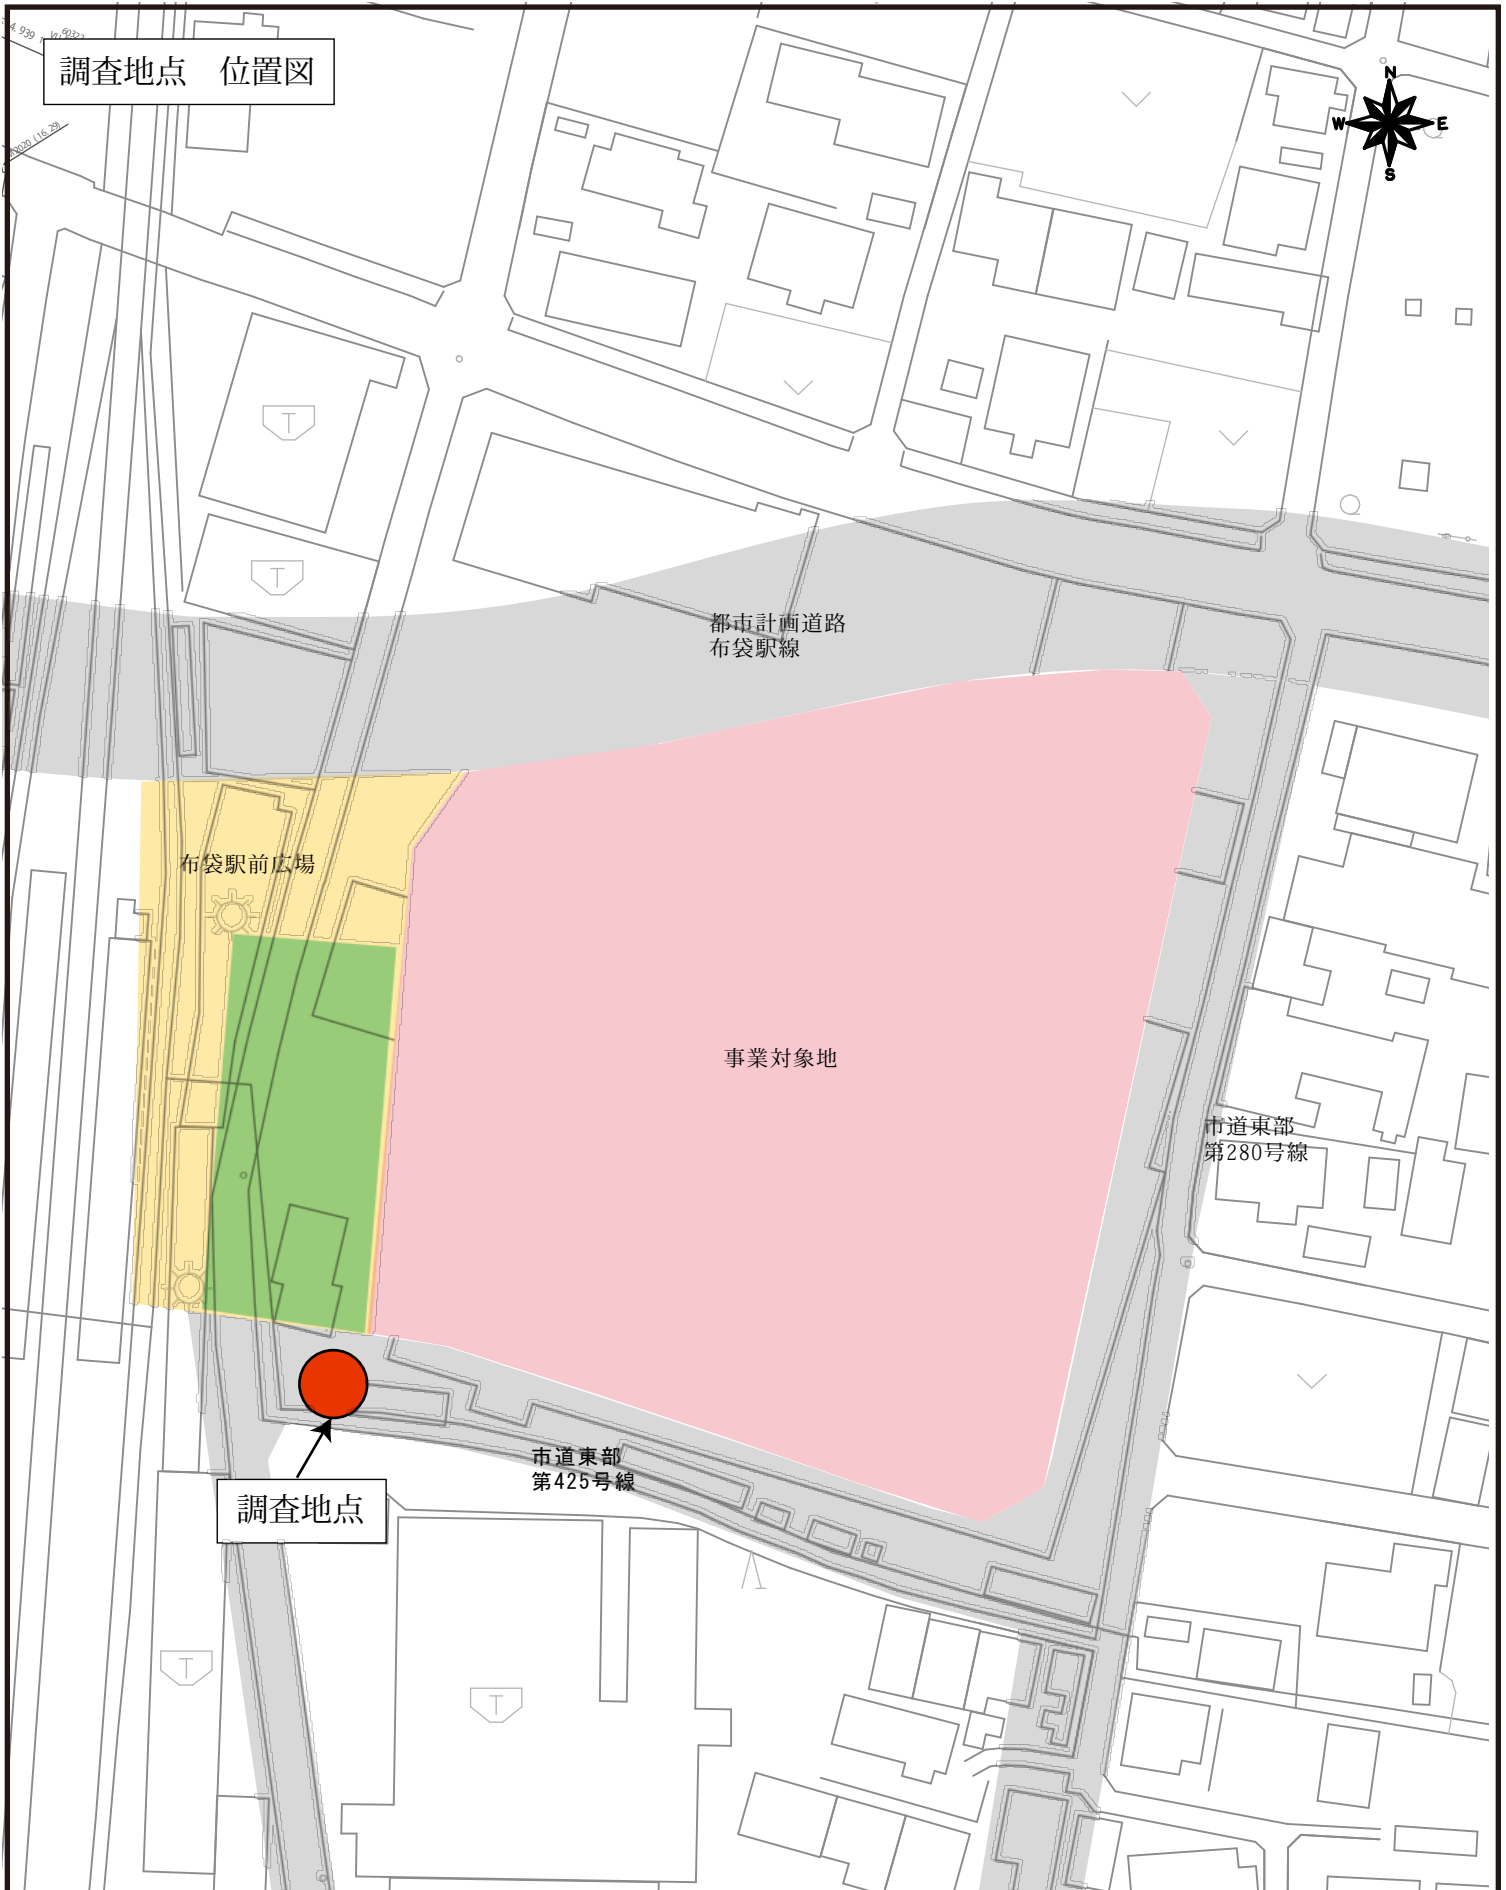 調査地点　位置図
N
W
E
S
都市計画道路
布袋駅線
布袋駅前広場
事業対象地
市道東部
第280号線
市道東部
第425号線
調査地点
T
T
T
T